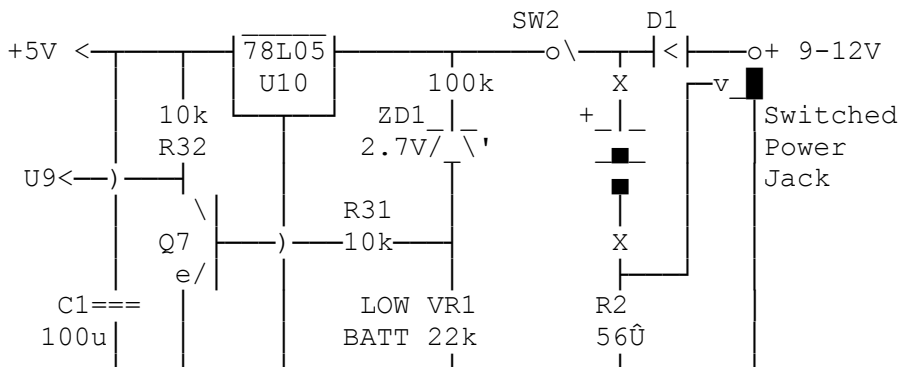 SW2 D1
+5V 78L05 + 9-12V
U10 100k X v
10k ZD1 + Switched
R32 2.7V Power
U9 Jack
R31
Q7 10k X
e
C1 LOW VR1 R2
100u BATT 22k 56Û